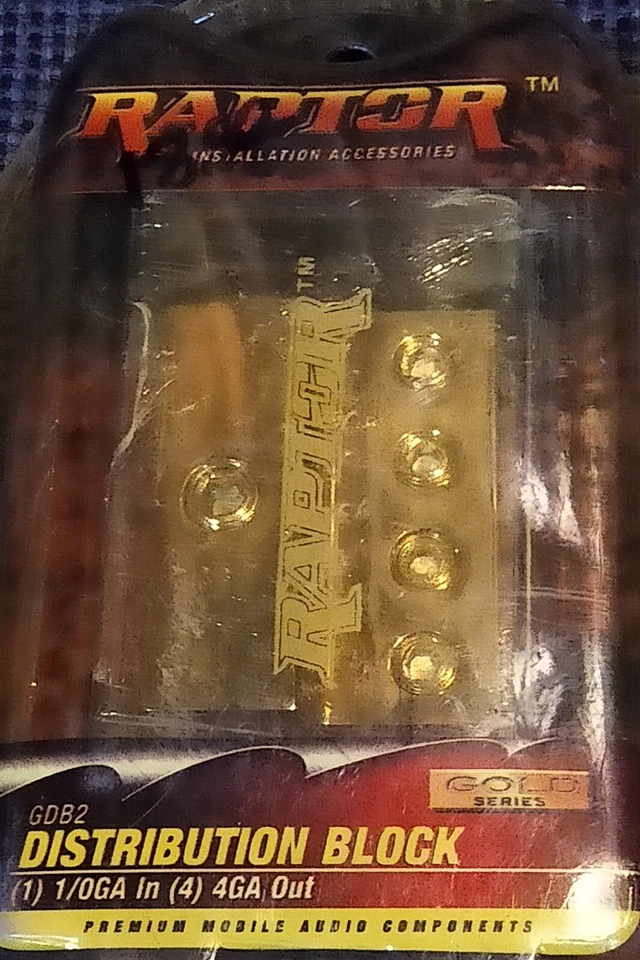 RAPTOR™
INSTALLATION ACCESSORIES
RAPTOR™
GOLD
SERIES
GDB2
DISTRIBUTION BLOCK
(1) 1/0GA In (4) 4GA Out
PREMIUM MOBILE AUDIO COMPONENTS